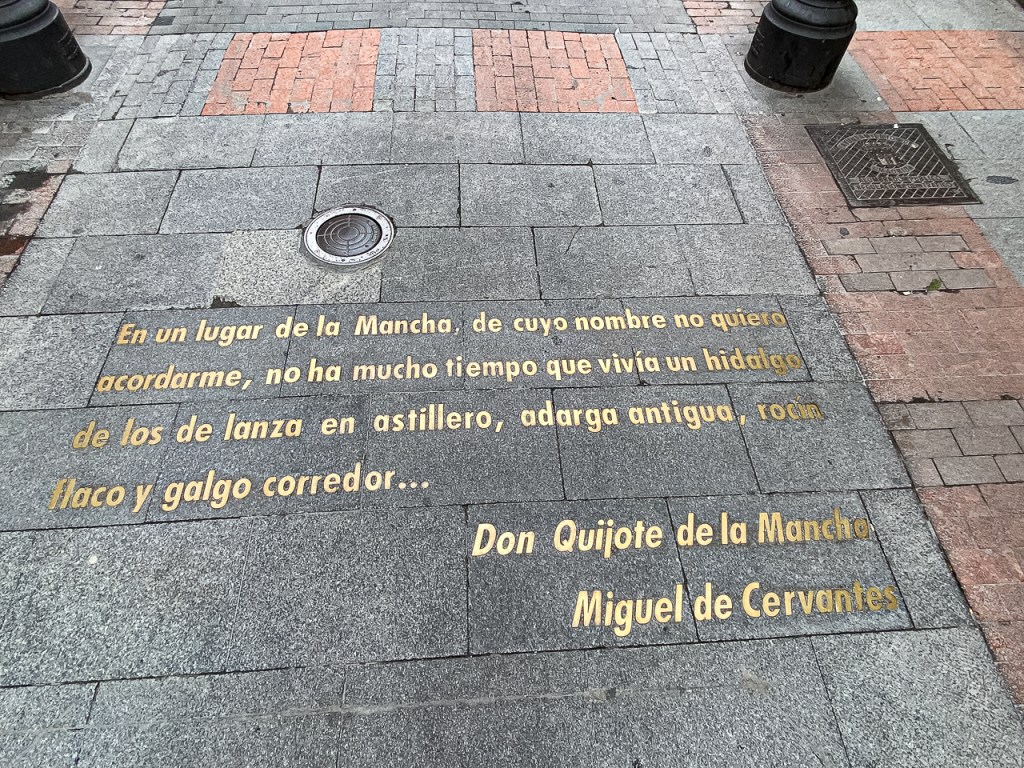 En un lugar de la Mancha, de cuyo nombre no quiero
acordarme, no ha mucho tiempo que vivía un hidalgo
de los de lanza en astillero, adarga antigua, rocín
flaco y galgo corredor...
Don Quijote de la Mancha
Miguel de Cervantes